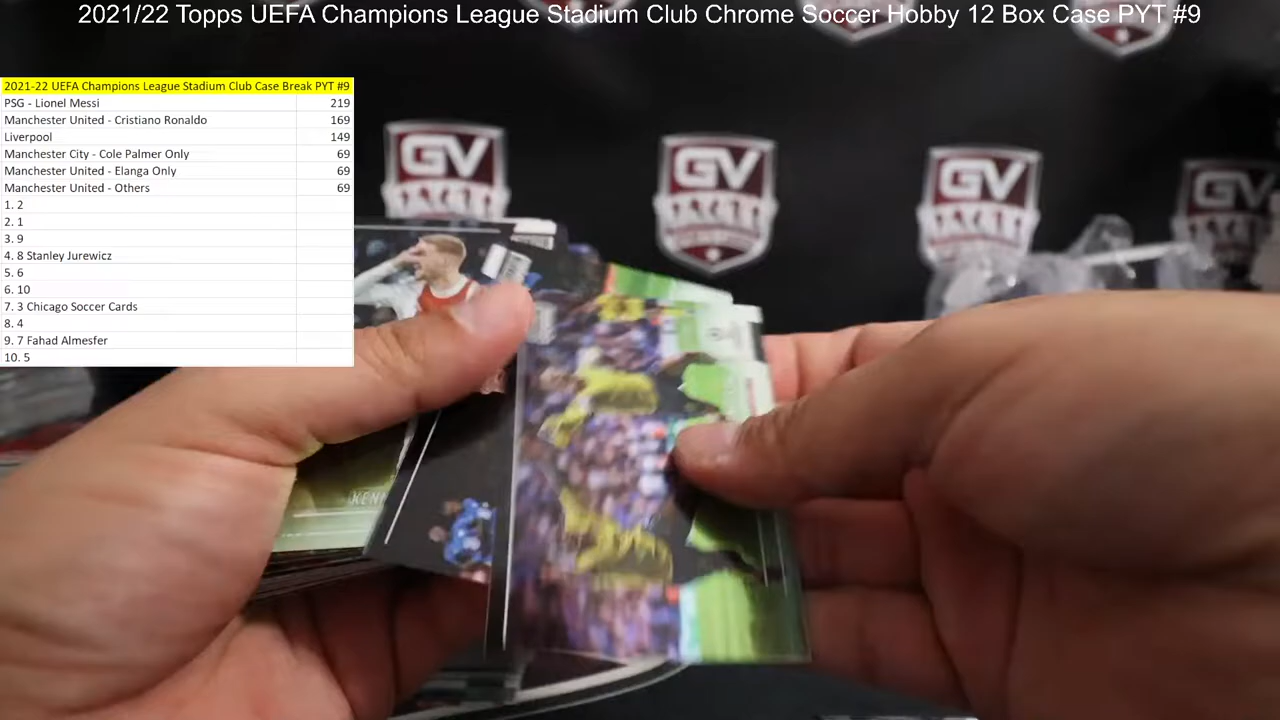 2021/22 Topps UEFA Champions League Stadium Club Chrome Soccer Hobby 12 Box Case PYT #9
2021-22 UEFA Champions League Stadium Club Case Break PYT #9
PSG - Lionel Messi 219
Manchester United - Cristiano Ronaldo 169
Liverpool 149
Manchester City - Cole Palmer Only 69
Manchester United - Elanga Only 69
Manchester United - Others 69
1. 2
2. 1
3. 9
4. 8 Stanley Jurewicz
5. 6
6. 10
7. 3 Chicago Soccer Cards
8. 4
9. 7 Fahad Almesfer
10. 5
GV
GV
GV
GV